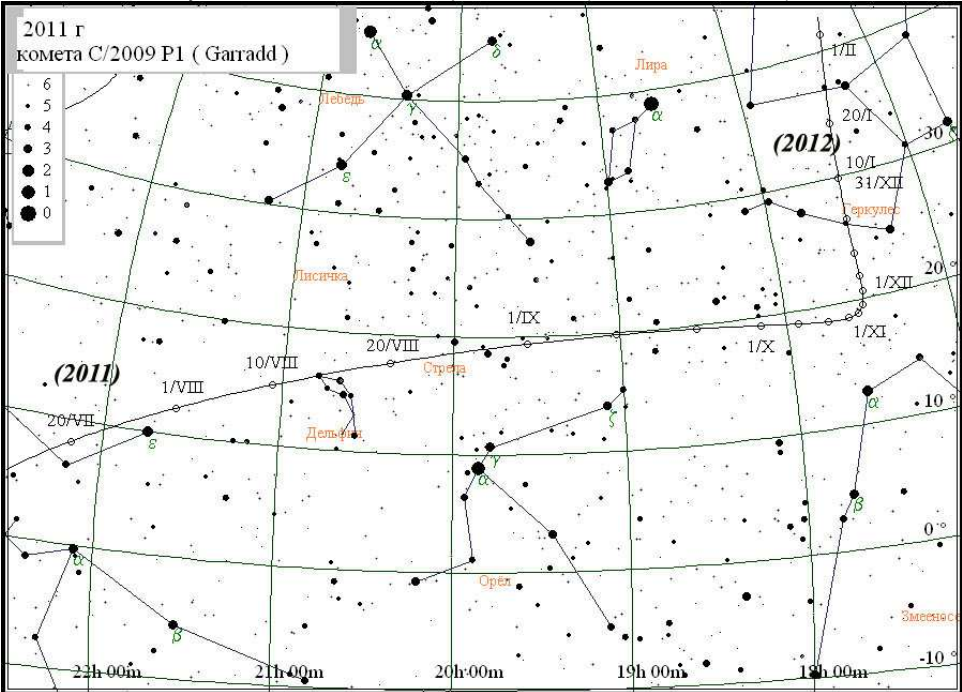 2011 г
комета C/2009 P1 ( Garradd )
6
5
4
3
2
1
0
α
δ
Лира
1/II
Лебедь
γ
α
20/I
30 °
ζ
(2012)
ε
10/I
31/XII
Геркулес
Лисичка
20 °
1/XII
1/IX
20/VIII
1/X
1/XI
10/VIII
Стрела
(2011)
1/VIII
10 °
α
20/VII
ζ
ε
Дельфин
γ
α
β
0 °
α
Орёл
β
Змееносе
22h 00m
21h 00m
20h 00m
19h 00m
18h 00m
-10 °